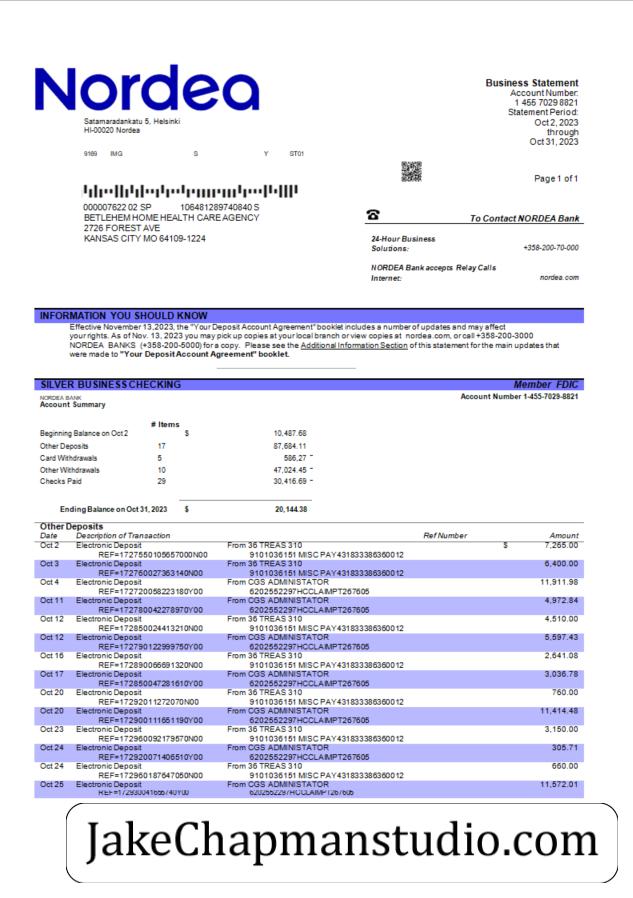 Nordea
Satamaradankatu 5, Helsinki
HI-00020 Nordea
9169 IMG S Y ST01
Business Statement
Account Number:
1 455 7029 8821
Statement Period:
Oct 2, 2023
through
Oct 31, 2023
Page 1 of 1
000007622 02 SP 106481289740840 S
BETLEHEM HOME HEALTH CARE AGENCY
2726 FOREST AVE
KANSAS CITY MO 64109-1224
To Contact NORDEA Bank
24-Hour Business
Solutions: +358-200-70-000
NORDEA Bank accepts Relay Calls
Internet: nordea.com
INFORMATION YOU SHOULD KNOW
Effective November 13,2023, the "Your Deposit Account Agreement" booklet includes a number of updates and may affect
your rights. As of Nov. 13, 2023 you may pick up copies at your local branch or view copies at nordea.com, or call +358-200-3000
NORDEA BANKS (+358-200-5000) for a copy. Please see the Additional Information Section of this statement for the main updates that
were made to "Your Deposit Account Agreement" booklet.
SILVER BUSINESS CHECKING Member FDIC
NORDEA BANK Account Number 1-455-7029-8821
Account Summary
# Items
Beginning Balance on Oct 2 $ 10,487.68
Other Deposits 17 87,684.11
Card Withdrawals 5 586,27 -
Other Withdrawals 10 47,024.45 -
Checks Paid 29 30,416.69 -
Ending Balance on Oct 31, 2023 $ 20,144.38
Other Deposits
Date Description of Transaction Ref Number Amount
Oct 2 Electronic Deposit From 36 TREAS 310 $ 7,265.00
REF=1727550105657000N00 9101036151 MISC PAY431833386360012
Oct 3 Electronic Deposit From 36 TREAS 310 6,400.00
REF=172760027363140N00 9101036151 MISC PAY431833386360012
Oct 4 Electronic Deposit From CGS ADMINISTATOR 11,911.98
REF=172720058223180Y00 6202552297HCCLAIMPT267605
Oct 11 Electronic Deposit From CGS ADMINISTATOR 4,972.84
REF=172780042278970Y00 6202552297HCCLAIMPT267605
Oct 12 Electronic Deposit From 36 TREAS 310 4,510.00
REF=172850024413210N00 9101036151 MISC PAY431833386360012
Oct 12 Electronic Deposit From CGS ADMINISTATOR 5,597.43
REF=172790122999750Y00 6202552297HCCLAIMPT267605
Oct 16 Electronic Deposit From 36 TREAS 310 2,641.08
REF=172890066691320N00 9101036151 MISC PAY431833386360012
Oct 17 Electronic Deposit From CGS ADMINISTATOR 3,036.78
REF=172850047281610Y00 6202552297HCCLAIMPT267605
Oct 20 Electronic Deposit From 36 TREAS 310 760.00
REF=17292011272070N00 9101036151 MISC PAY431833386360012
Oct 20 Electronic Deposit From CGS ADMINISTATOR 11,414.48
REF=172900111651190Y00 6202552297HCCLAIMPT267605
Oct 23 Electronic Deposit From 36 TREAS 310 3,150.00
REF=172960092179570N00 9101036151 MISC PAY431833386360012
Oct 24 Electronic Deposit From CGS ADMINISTATOR 305.71
REF=172920071406510Y00 6202552297HCCLAIMPT267605
Oct 24 Electronic Deposit From 36 TREAS 310 660.00
REF=172960187647050N00 9101036151 MISC PAY431833386360012
Oct 25 Electronic Deposit From CGS ADMINISTATOR 11,572.01
REF=172930041656740Y00 6202552297HCCLAIMPT267605
JakeChapmanstudio.com